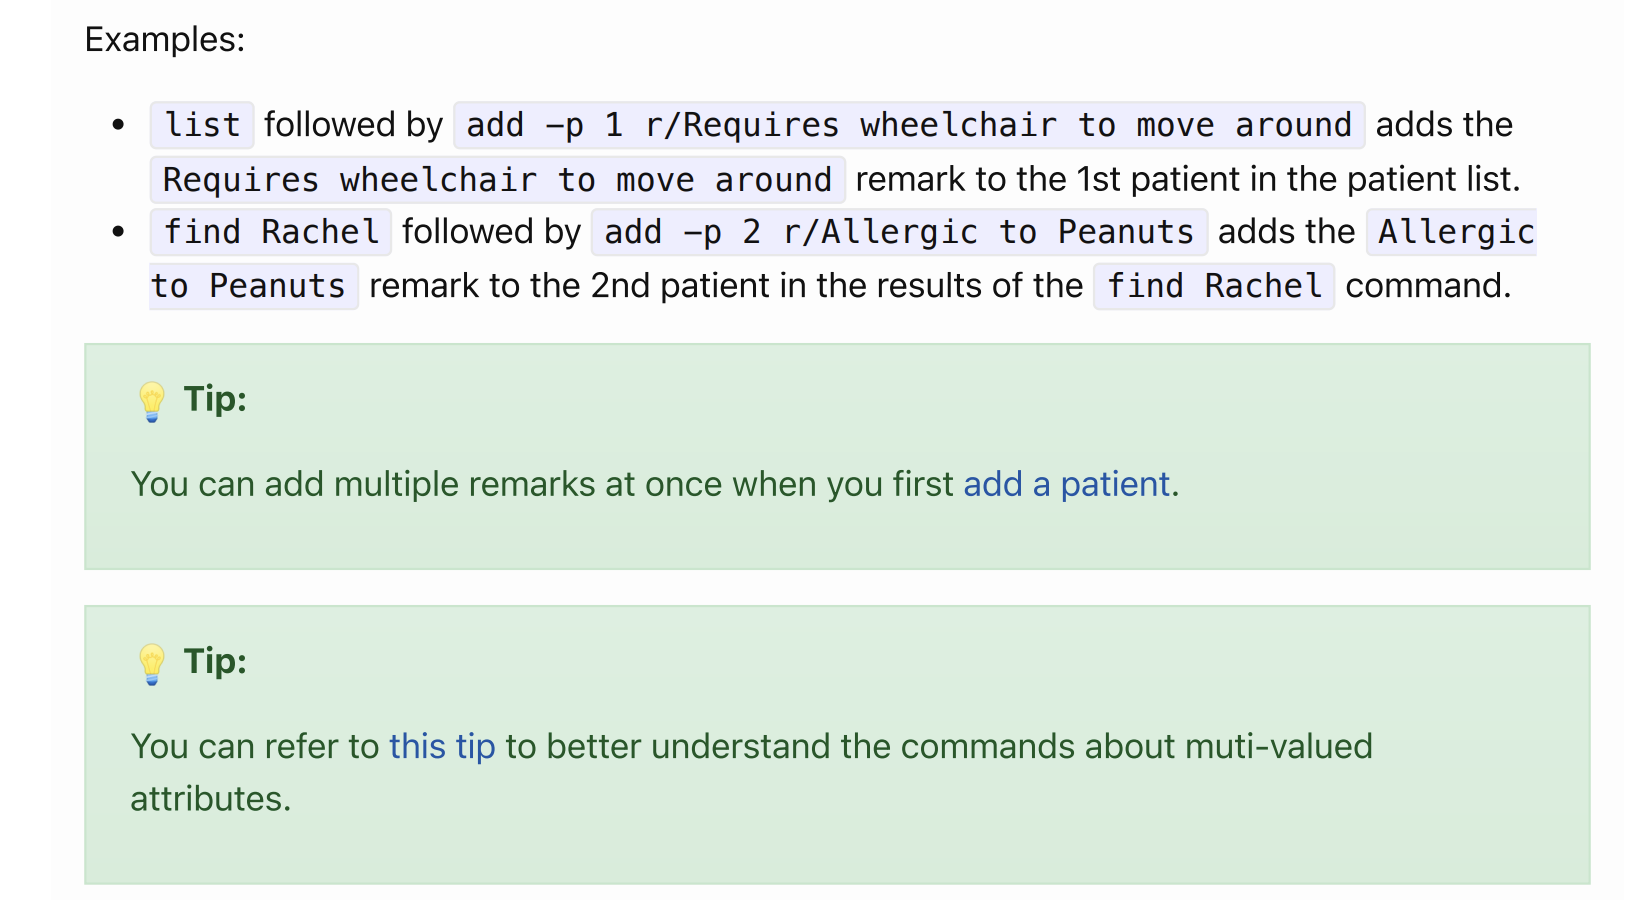 Examples:
• list followed by add -p 1 r/Requires wheelchair to move around adds the
Requires wheelchair to move around remark to the 1st patient in the patient list.
• find Rachel followed by add -p 2 r/Allergic to Peanuts adds the Allergic
to Peanuts remark to the 2nd patient in the results of the find Rachel command.
💡 Tip:
You can add multiple remarks at once when you first add a patient.
💡 Tip:
You can refer to this tip to better understand the commands about muti-valued
attributes.